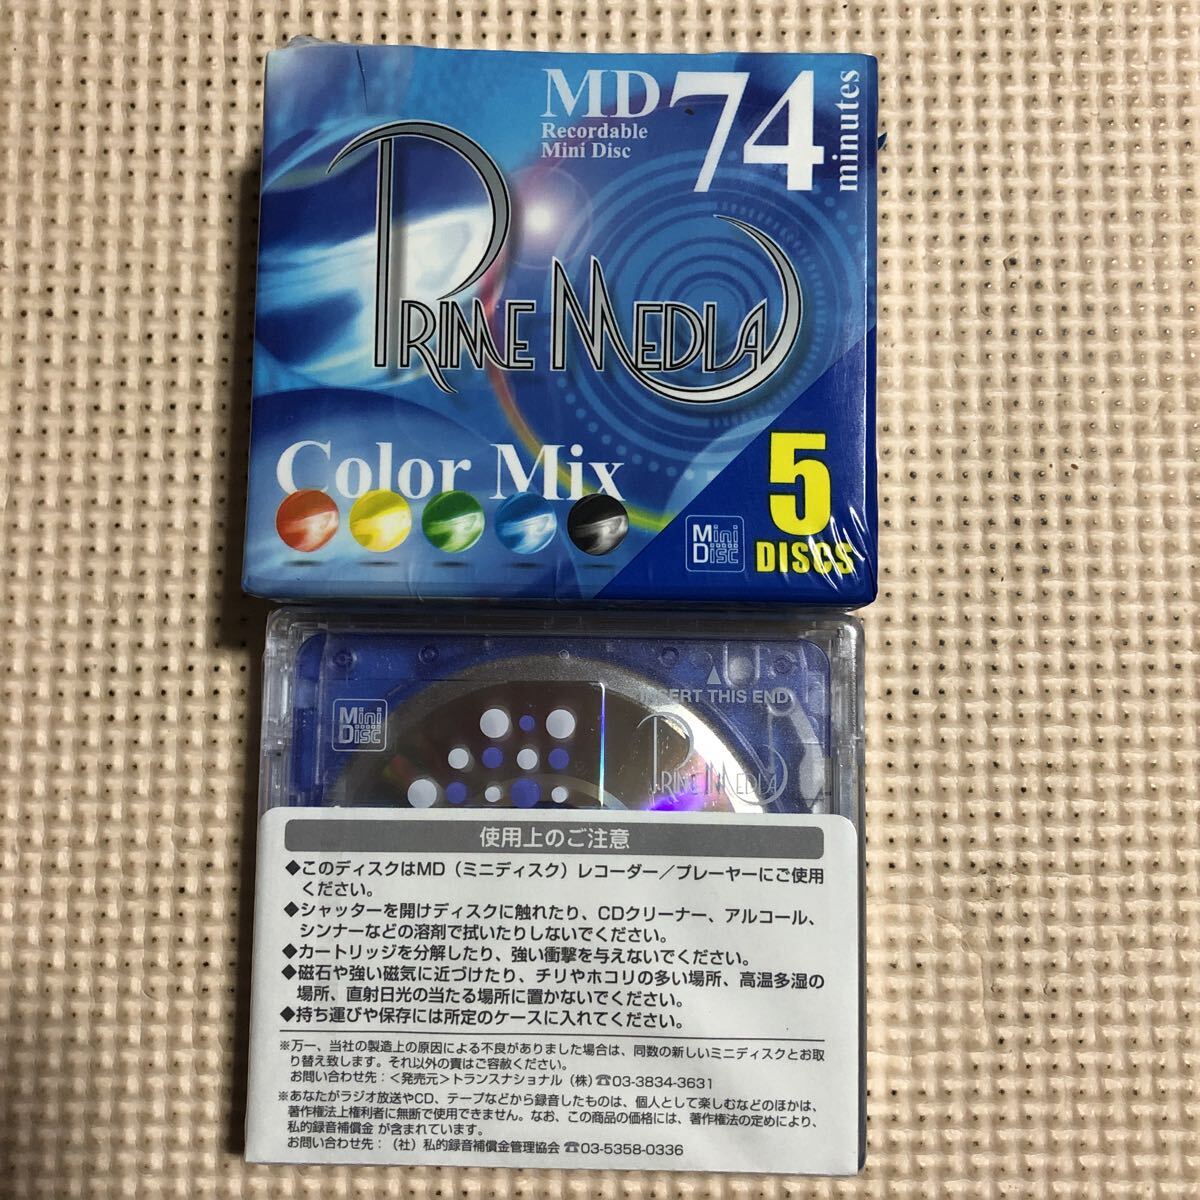 MD
Recordable
Mini Disc
74
minutes
PRIME MEDIA
Color Mix
5
DISCS
Mini
Disc
Mini
Disc
INSERT THIS END
PRIME MEDIA
使用上のご注意
◆このディスクはMD（ミニディスク）レコーダー／プレーヤーにご使用
ください。
◆シャッターを開けディスクに触れたり、CDクリーナー、アルコール、
シンナーなどの溶剤で拭いたりしないでください。
◆カートリッジを分解したり、強い衝撃を与えないでください。
◆磁石や強い磁気に近づけたり、チリやホコリの多い場所、高温多湿の
場所、直射日光の当たる場所に置かないでください。
◆持ち運びや保存には所定のケースに入れてください。
※万一、当社の製造上の原因による不良がありました場合は、同数の新しいミニディスクとお取
り替え致します。それ以外の責はご容赦ください。
お問い合わせ先：＜発売元＞トランスナショナル（株）☎03-3834-3631
※あなたがラジオ放送やCD、テープなどから録音したものは、個人として楽しむなどのほかは、
著作権法上権利者に無断で使用できません。なお、この商品の価格には、著作権法の定めにより、
私的録音補償金 が含まれています。
お問い合わせ先：（社）私的録音補償金管理協会 ☎03-5358-0336